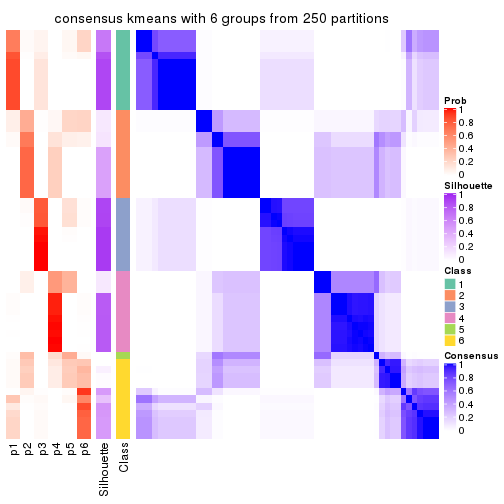 consensus kmeans with 6 groups from 250 partitions
Prob
1
0.8
0.6
0.4
0.2
0
Silhouette
1
0.8
0.6
0.4
0.2
0
Class
1
2
3
4
5
6
Consensus
1
0.8
0.6
0.4
0.2
0
p1
p2
p3
p4
p5
p6
Silhouette
Class